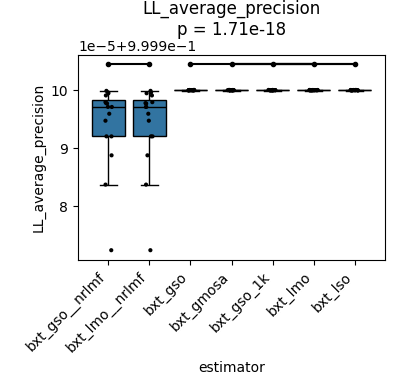 LL_average_precision
p = 1.71e-18
1e−5+9.999e−1
10
9
8
LL_average_precision
bxt_gso__nrlmf
bxt_lmo__nrlmf
bxt_gso
bxt_gmosa
bxt_gso_1k
bxt_lmo
bxt_lso
estimator